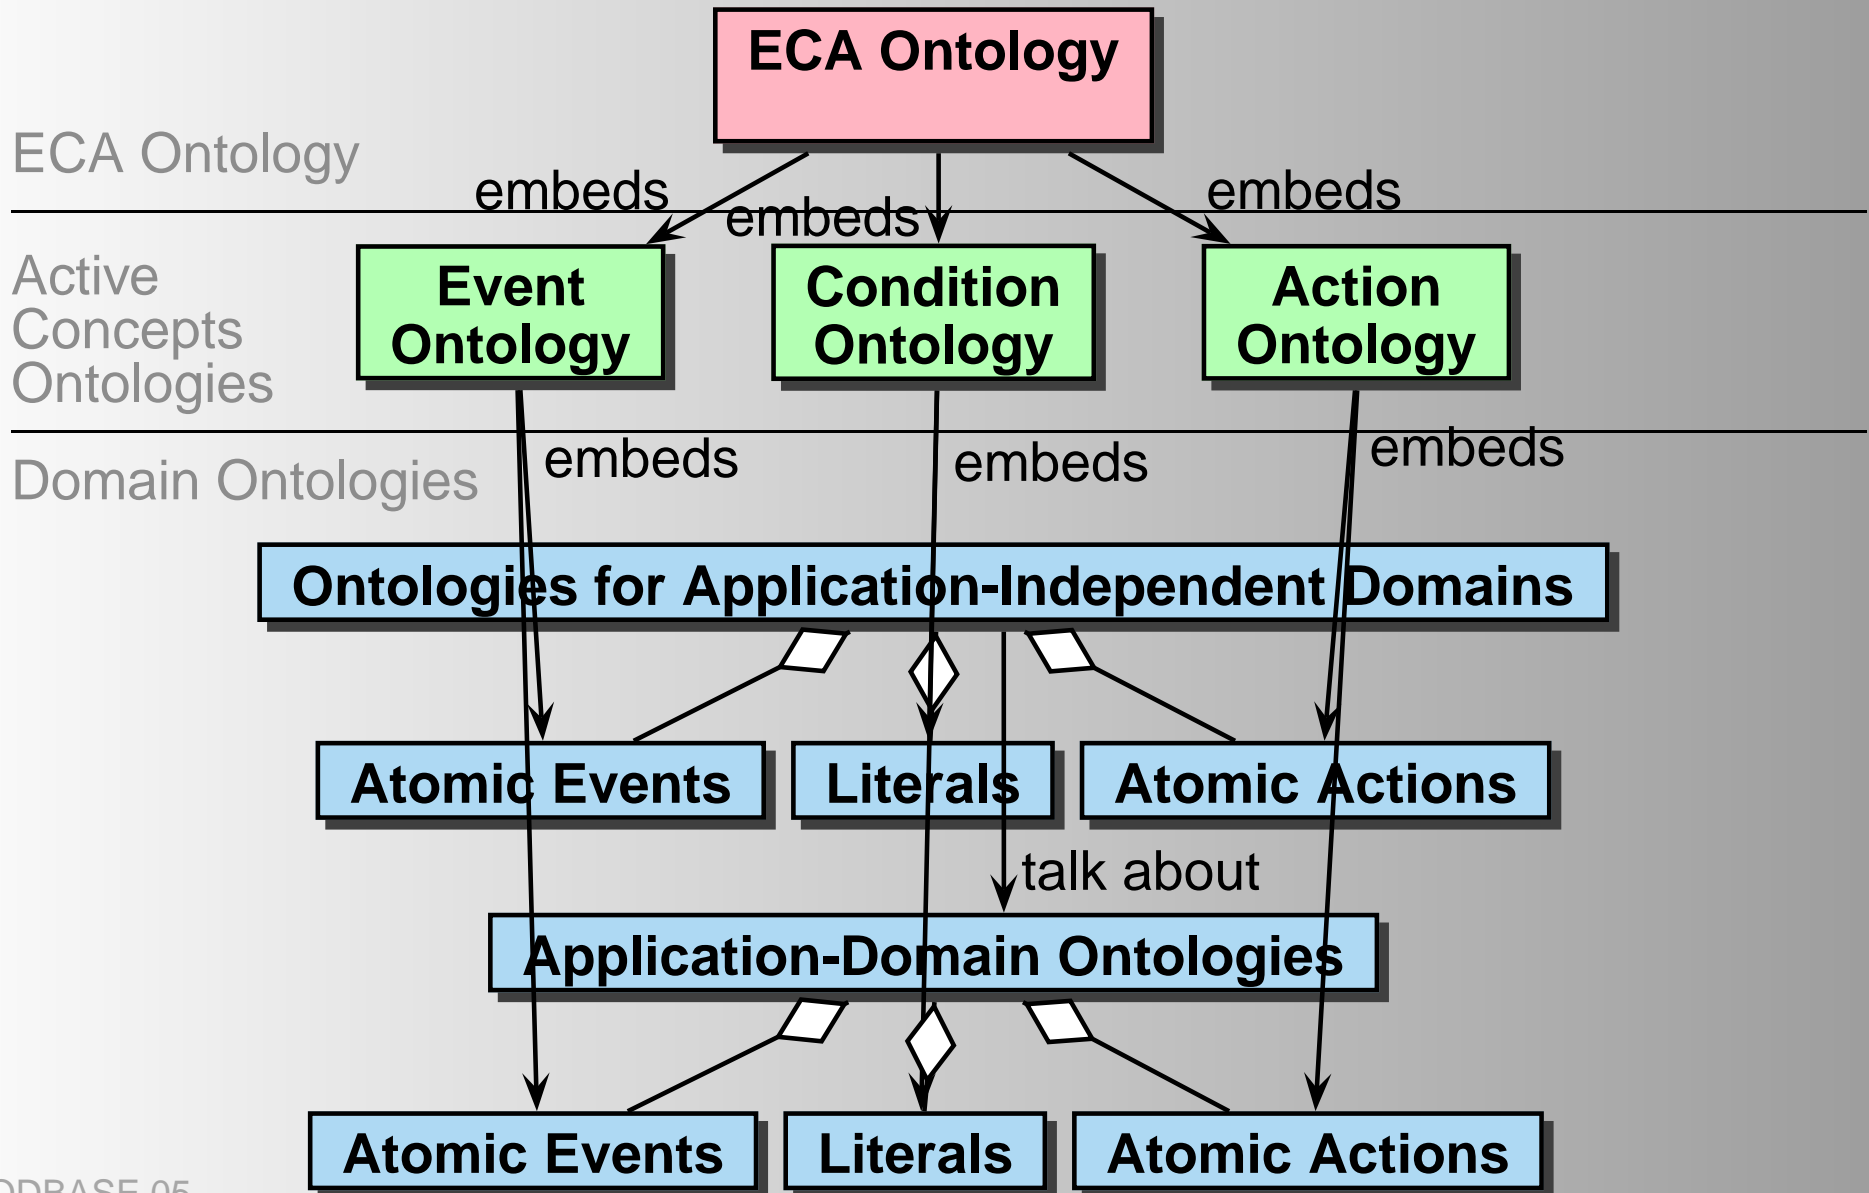 ECA Ontology
ECA Ontology
embeds
embeds
embeds
Active
Concepts
Ontologies
Event
Ontology
Condition
Ontology
Action
Ontology
Domain Ontologies
embeds
embeds
embeds
Ontologies for Application-Independent Domains
Atomic Events
Literals
Atomic Actions
talk about
Application-Domain Ontologies
Atomic Events
Literals
Atomic Actions